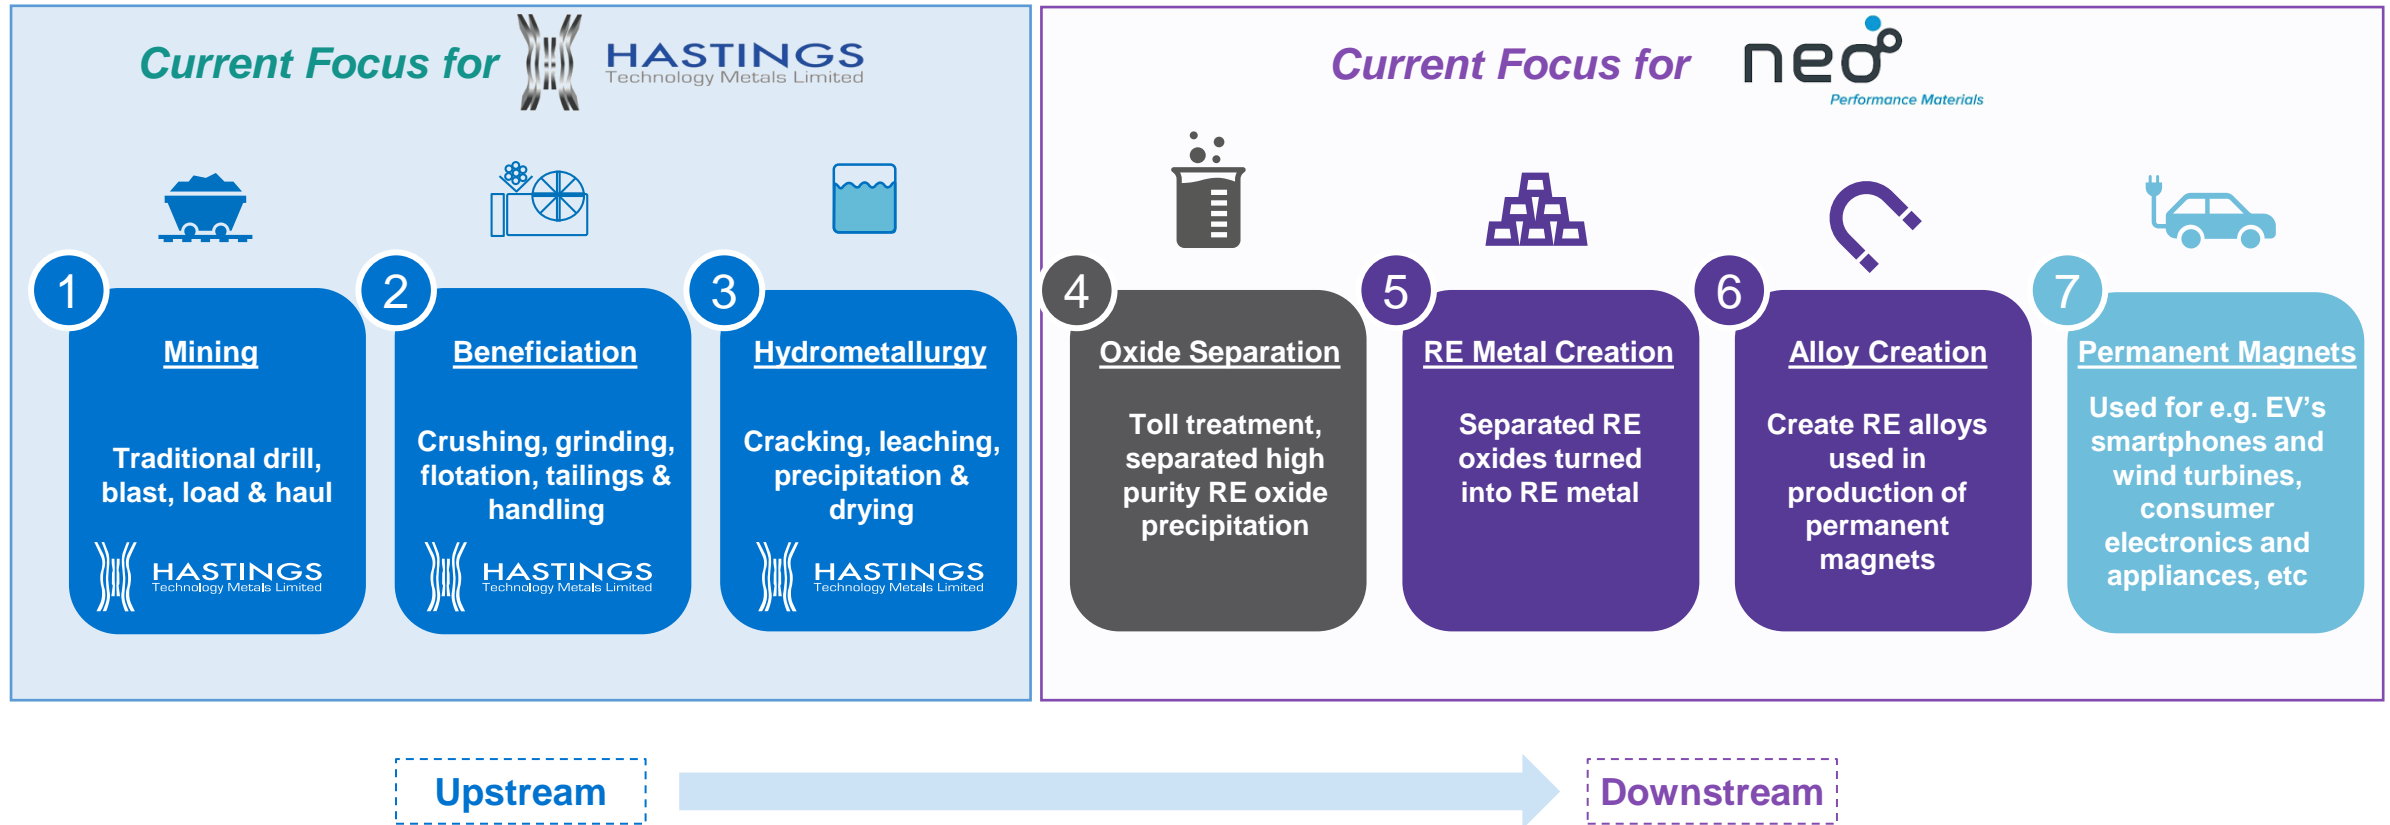 Current Focus for HASTINGS
Technology Metals Limited
1
Mining
Traditional drill,
blast, load & haul
HASTINGS
Technology Metals Limited
2
Beneficiation
Crushing, grinding,
flotation, tailings &
handling
HASTINGS
Technology Metals Limited
3
Hydrometallurgy
Cracking, leaching,
precipitation &
drying
HASTINGS
Technology Metals Limited
Current Focus for neo
Performance Materials
4
Oxide Separation
Toll treatment,
separated high
purity RE oxide
precipitation
5
RE Metal Creation
Separated RE
oxides turned
into RE metal
6
Alloy Creation
Create RE alloys
used in
production of
permanent
magnets
7
Permanent Magnets
Used for e.g. EV’s
smartphones and
wind turbines,
consumer
electronics and
appliances, etc
Upstream
Downstream